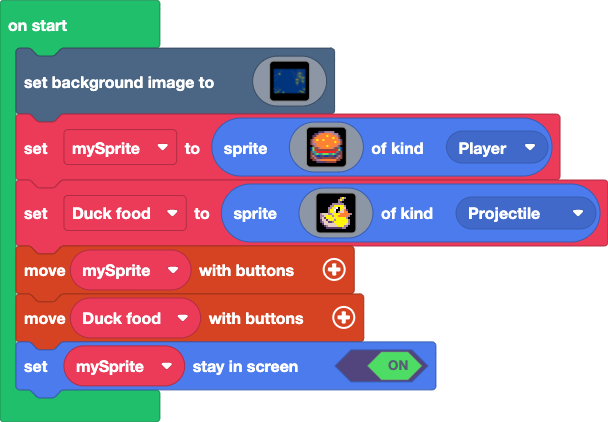 on start
set background image to
set mySprite to sprite of kind Player
set Duck food to sprite of kind Projectile
move mySprite with buttons
move Duck food with buttons
set mySprite stay in screen ON